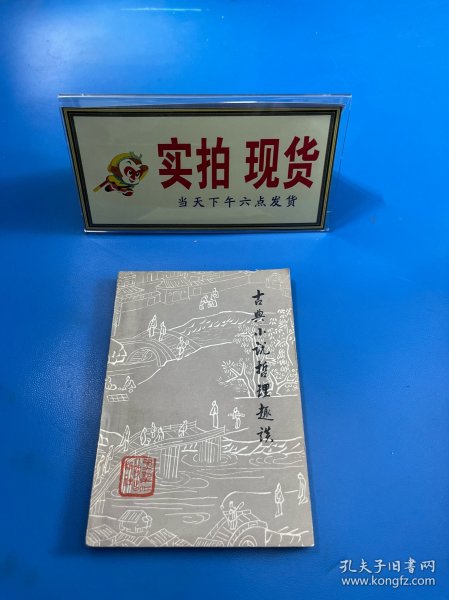 实拍 现货
当天下午六点发货
古典小说哲理趣谈
孔夫子旧书网
www.kongfz.com